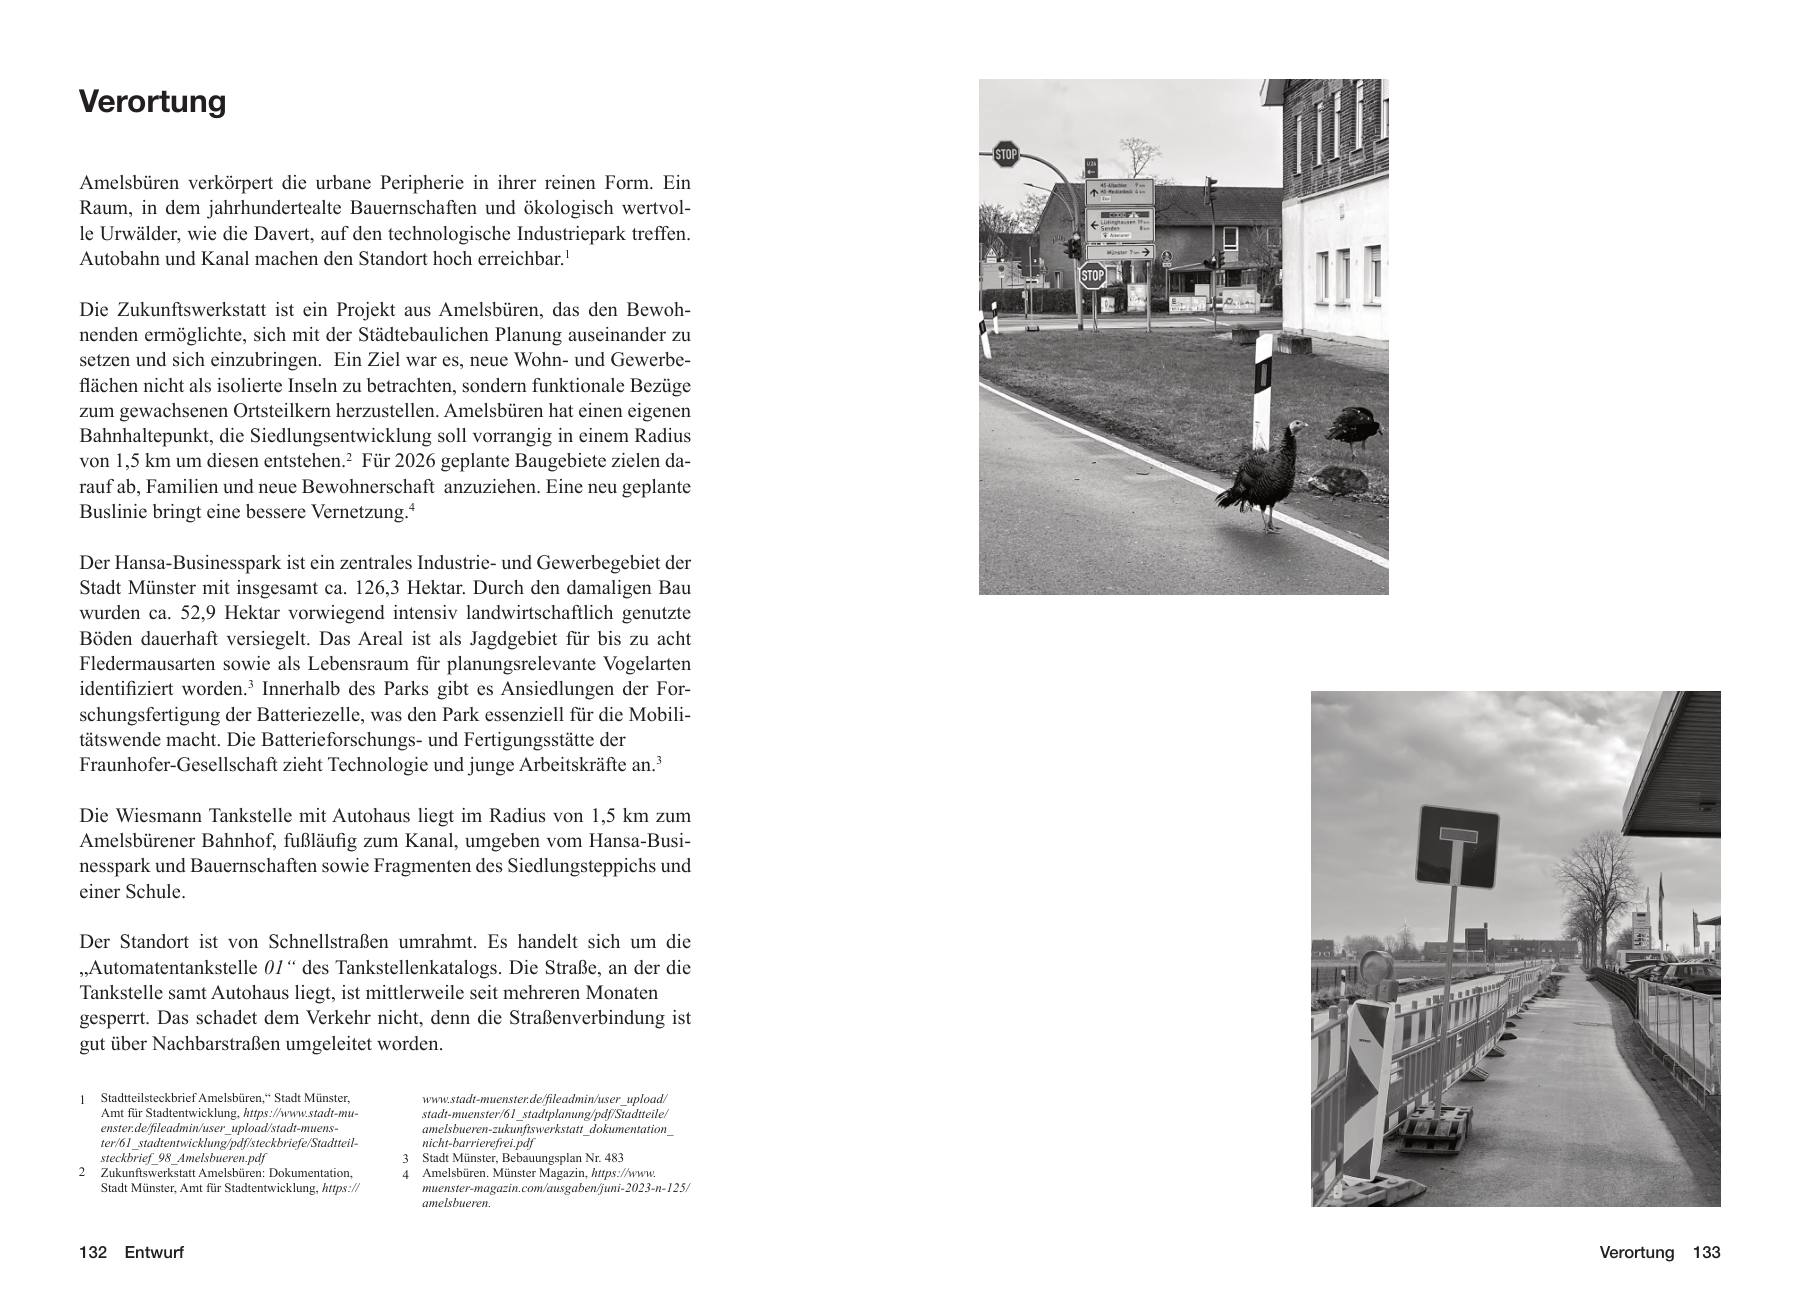 Verortung
Amelsbüren verkörpert die urbane Peripherie in ihrer reinen Form. Ein
Raum, in dem jahrhundertealte Bauernschaften und ökologisch wertvol-
le Urwälder, wie die Davert, auf den technologische Industriepark treffen.
Autobahn und Kanal machen den Standort hoch erreichbar.1
Die Zukunftswerkstatt ist ein Projekt aus Amelsbüren, das den Bewoh-
nenden ermöglichte, sich mit der Städtebaulichen Planung auseinander zu
setzen und sich einzubringen.  Ein Ziel war es, neue Wohn- und Gewerbe-
flächen nicht als isolierte Inseln zu betrachten, sondern funktionale Bezüge
zum gewachsenen Ortsteilkern herzustellen. Amelsbüren hat einen eigenen
Bahnhaltepunkt, die Siedlungsentwicklung soll vorrangig in einem Radius
von 1,5 km um diesen entstehen.2  Für 2026 geplante Baugebiete zielen da-
rauf ab, Familien und neue Bewohnerschaft  anzuziehen. Eine neu geplante
Buslinie bringt eine bessere Vernetzung.4
Der Hansa-Businesspark ist ein zentrales Industrie- und Gewerbegebiet der
Stadt Münster mit insgesamt ca. 126,3 Hektar. Durch den damaligen Bau
wurden ca. 52,9 Hektar vorwiegend intensiv landwirtschaftlich genutzte
Böden dauerhaft versiegelt. Das Areal ist als Jagdgebiet für bis zu acht
Fledermausarten sowie als Lebensraum für planungsrelevante Vogelarten
identifiziert worden.3 Innerhalb des Parks gibt es Ansiedlungen der For-
schungsfertigung der Batteriezelle, was den Park essenziell für die Mobili-
tätswende macht. Die Batterieforschungs- und Fertigungsstätte der
Fraunhofer-Gesellschaft zieht Technologie und junge Arbeitskräfte an.3
Die Wiesmann Tankstelle mit Autohaus liegt im Radius von 1,5 km zum
Amelsbürener Bahnhof, fußläufig zum Kanal, umgeben vom Hansa-Busi-
nesspark und Bauernschaften sowie Fragmenten des Siedlungsteppichs und
einer Schule.
Der Standort ist von Schnellstraßen umrahmt. Es handelt sich um die
„Automatentankstelle 01“ des Tankstellenkatalogs. Die Straße, an der die
Tankstelle samt Autohaus liegt, ist mittlerweile seit mehreren Monaten
gesperrt. Das schadet dem Verkehr nicht, denn die Straßenverbindung ist
gut über Nachbarstraßen umgeleitet worden.
1 Stadtteilsteckbrief Amelsbüren,“ Stadt Münster,
Amt für Stadtentwicklung, https://www.stadt-mu-
enster.de/fileadmin/user_upload/stadt-muens-
ter/61_stadtentwicklung/pdf/steckbriefe/Stadtteil-
steckbrief_98_Amelsbueren.pdf
2 Zukunftswerkstatt Amelsbüren: Dokumentation,
Stadt Münster, Amt für Stadtentwicklung, https://
www.stadt-muenster.de/fileadmin/user_upload/
stadt-muenster/61_stadtplanung/pdf/Stadtteile/
amelsbueren-zukunftswerkstatt_dokumentation_
nicht-barrierefrei.pdf
3 Stadt Münster, Bebauungsplan Nr. 483
4 Amelsbüren. Münster Magazin, https://www.
muenster-magazin.com/ausgaben/juni-2023-n-125/
amelsbueren.
132 Entwurf
STOP
MS-Albachten
Lüdinghausen
Senden
Münster
STOP
Verortung 133